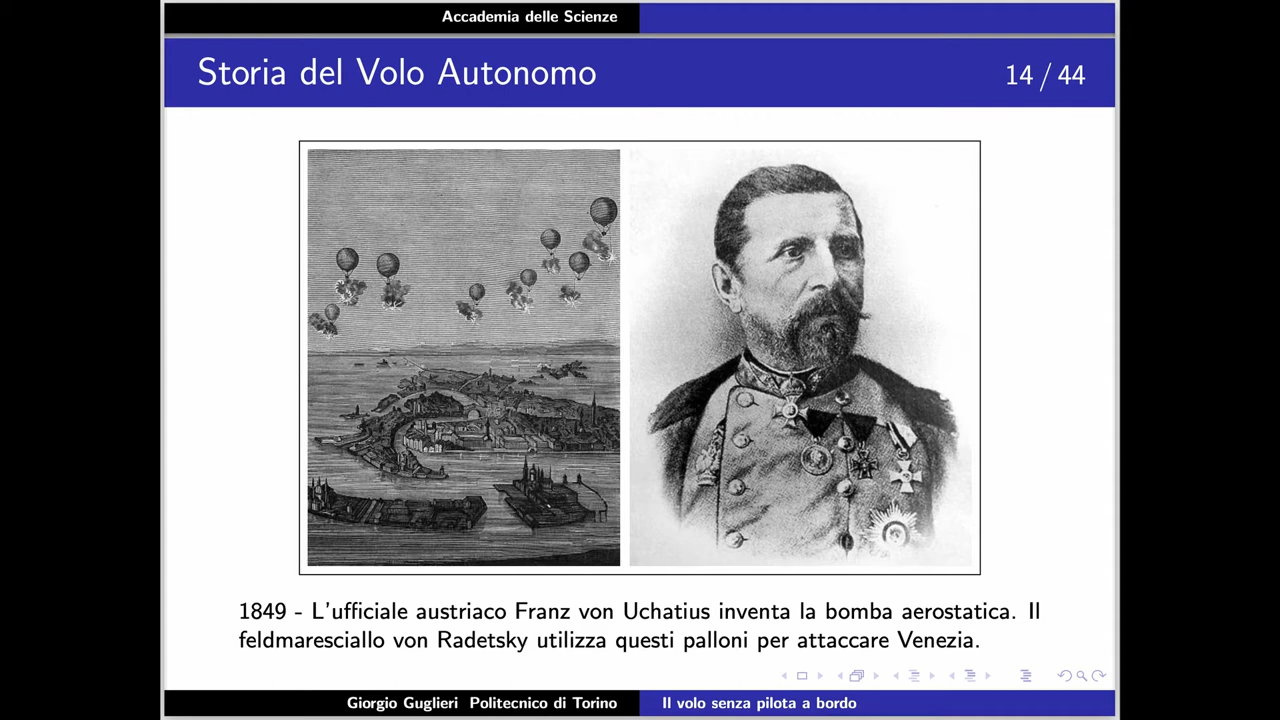 Accademia delle Scienze
Storia del Volo Autonomo
14 / 44
1849 - L'ufficiale austriaco Franz von Uchatius inventa la bomba aerostatica. Il
feldmaresciallo von Radetsky utilizza questi palloni per attaccare Venezia.
Giorgio Guglieri Politecnico di Torino
Il volo senza pilota a bordo